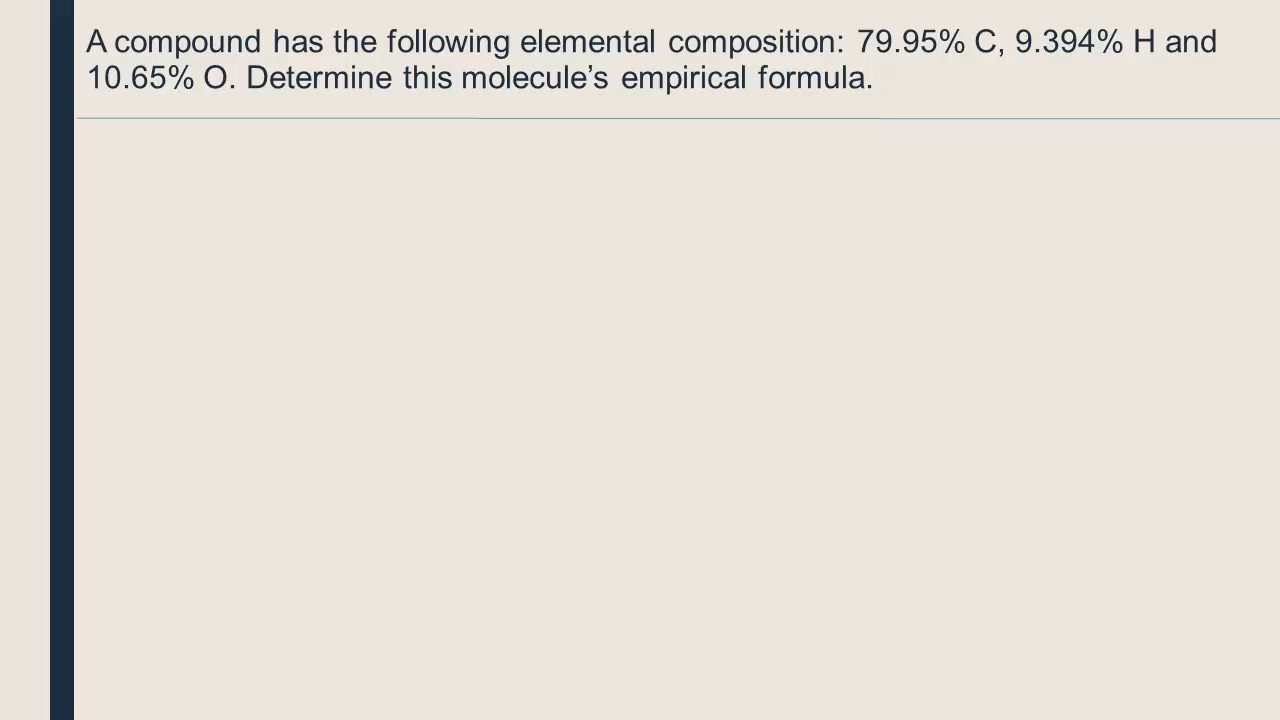 A compound has the following elemental composition: 79.95% C, 9.394% H and
10.65% O. Determine this molecule’s empirical formula.